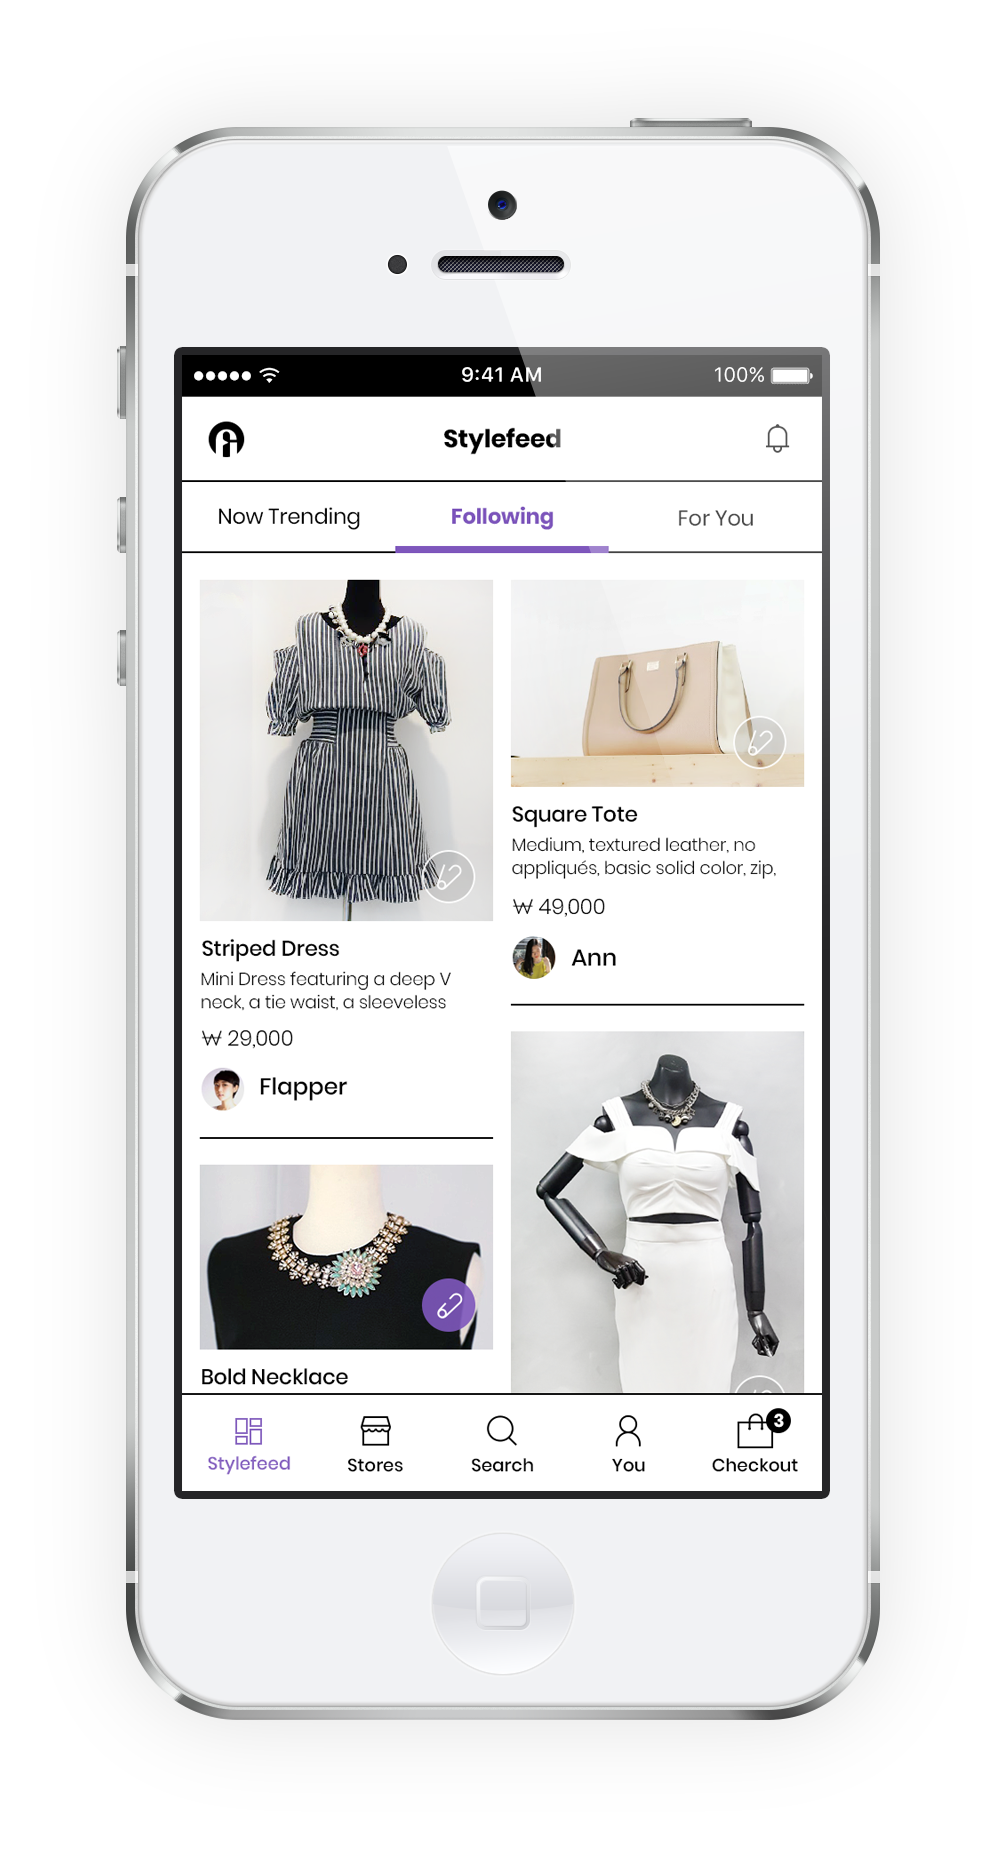 9:41 AM
100%
Stylefeed
Now Trending
Following
For You
Striped Dress
Mini Dress featuring a deep V
neck, a tie waist, a sleeveless
₩ 29,000
Flapper
Bold Necklace
Square Tote
Medium, textured leather, no
appliqués, basic solid color, zip,
₩ 49,000
Ann
Stylefeed
Stores
Search
You
3
Checkout